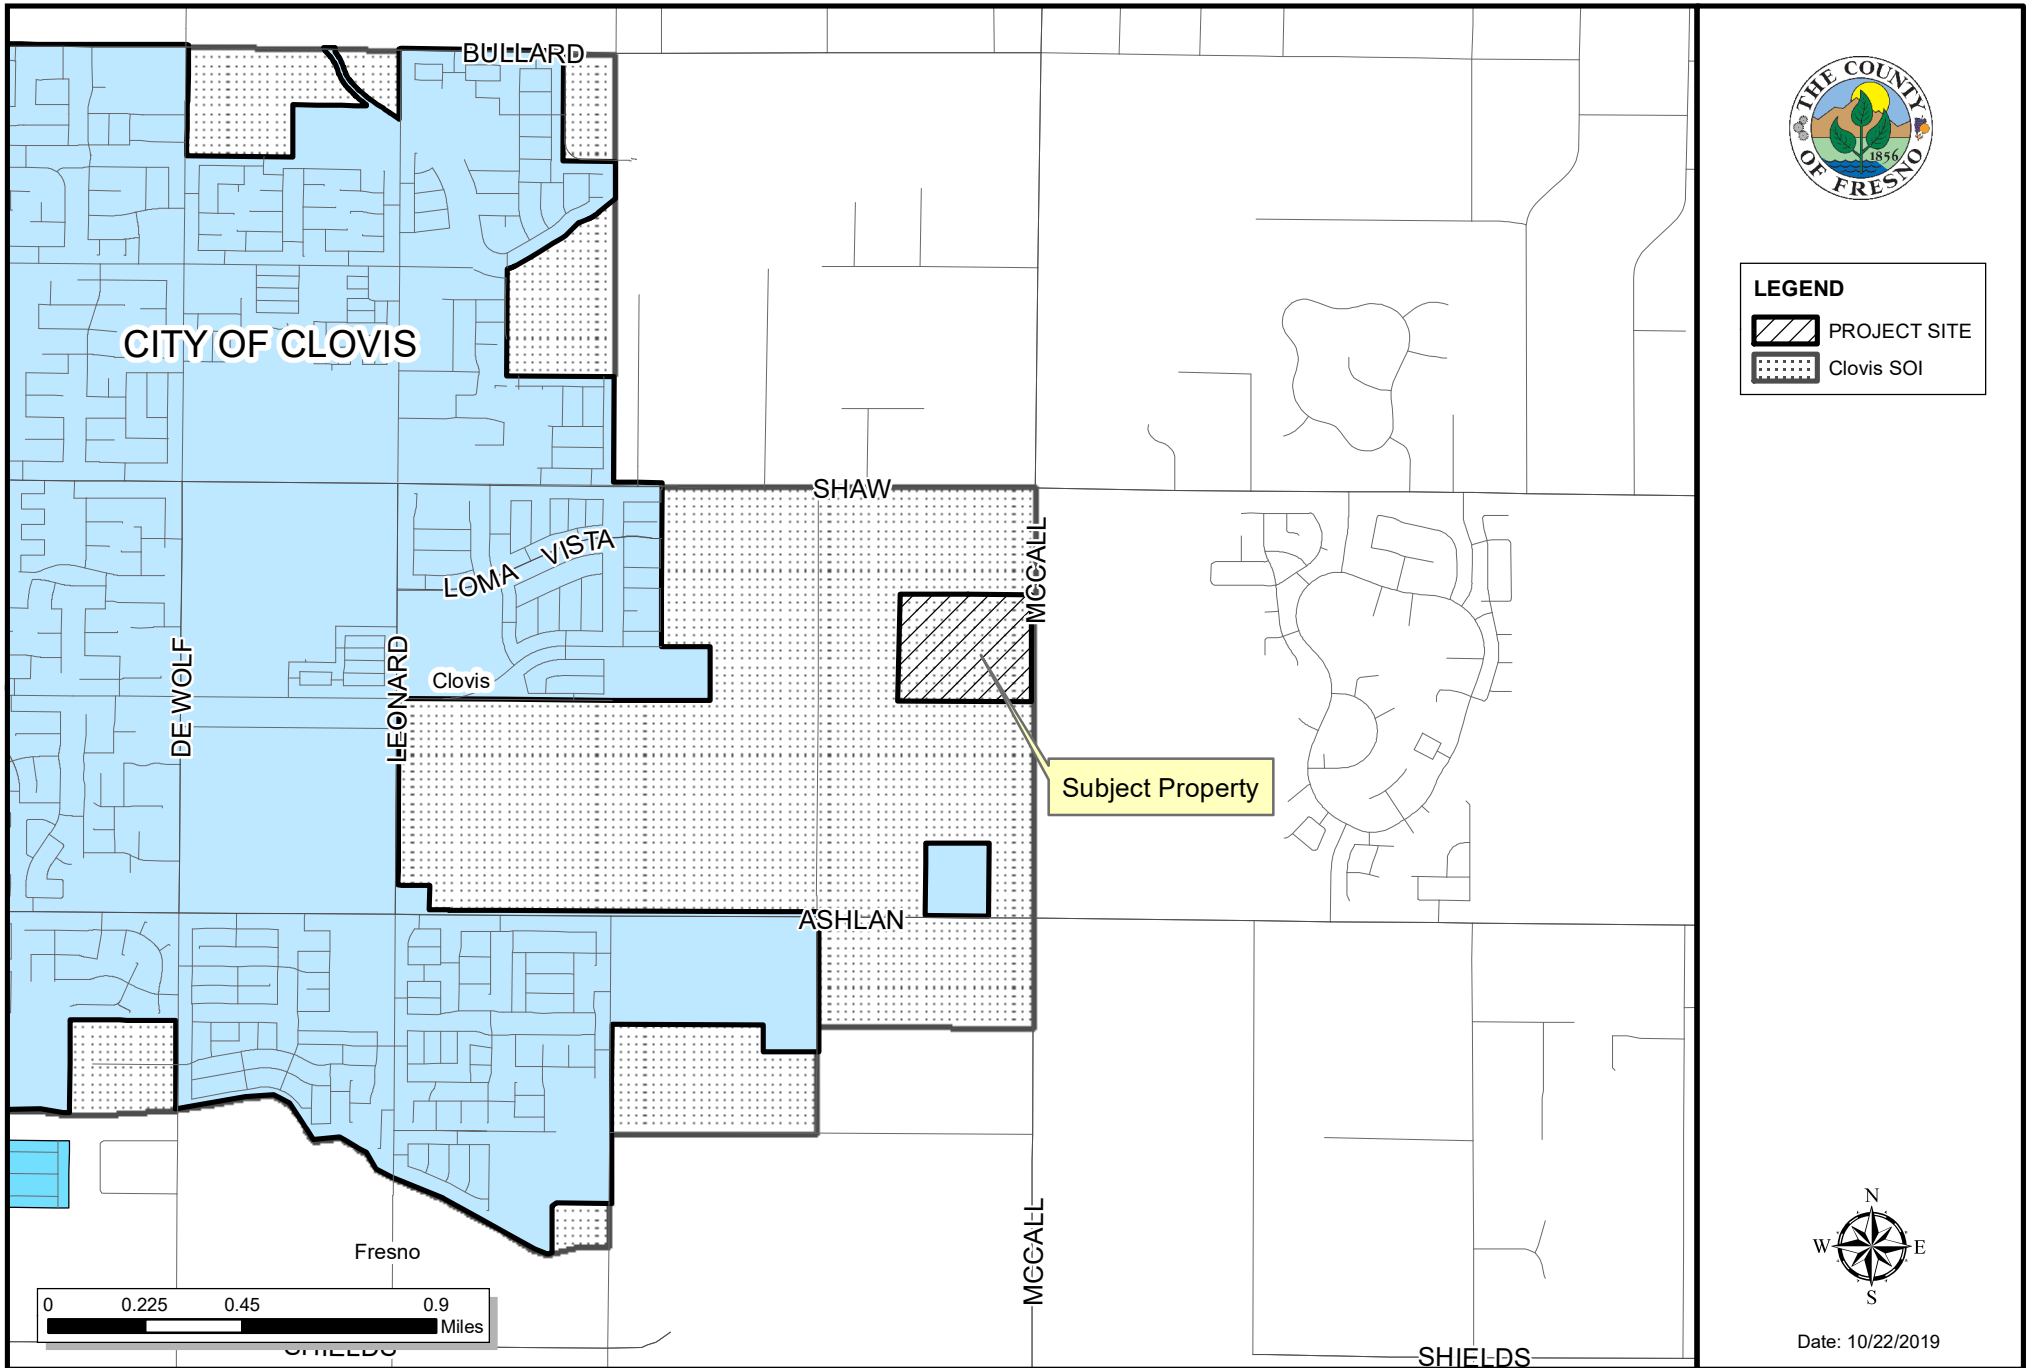 BULLARD
CITY OF CLOVIS
SHAW
LOMA VISTA
MCCALL
DE WOLF
LEONARD
Clovis
Subject Property
ASHLAN
MCCALL
Fresno
0 0.225 0.45 0.9
Miles
SHIELDS
SHIELDS
THE COUNTY
OF FRESNO
1856
LEGEND
PROJECT SITE
Clovis SOI
N
W E
S
Date: 10/22/2019